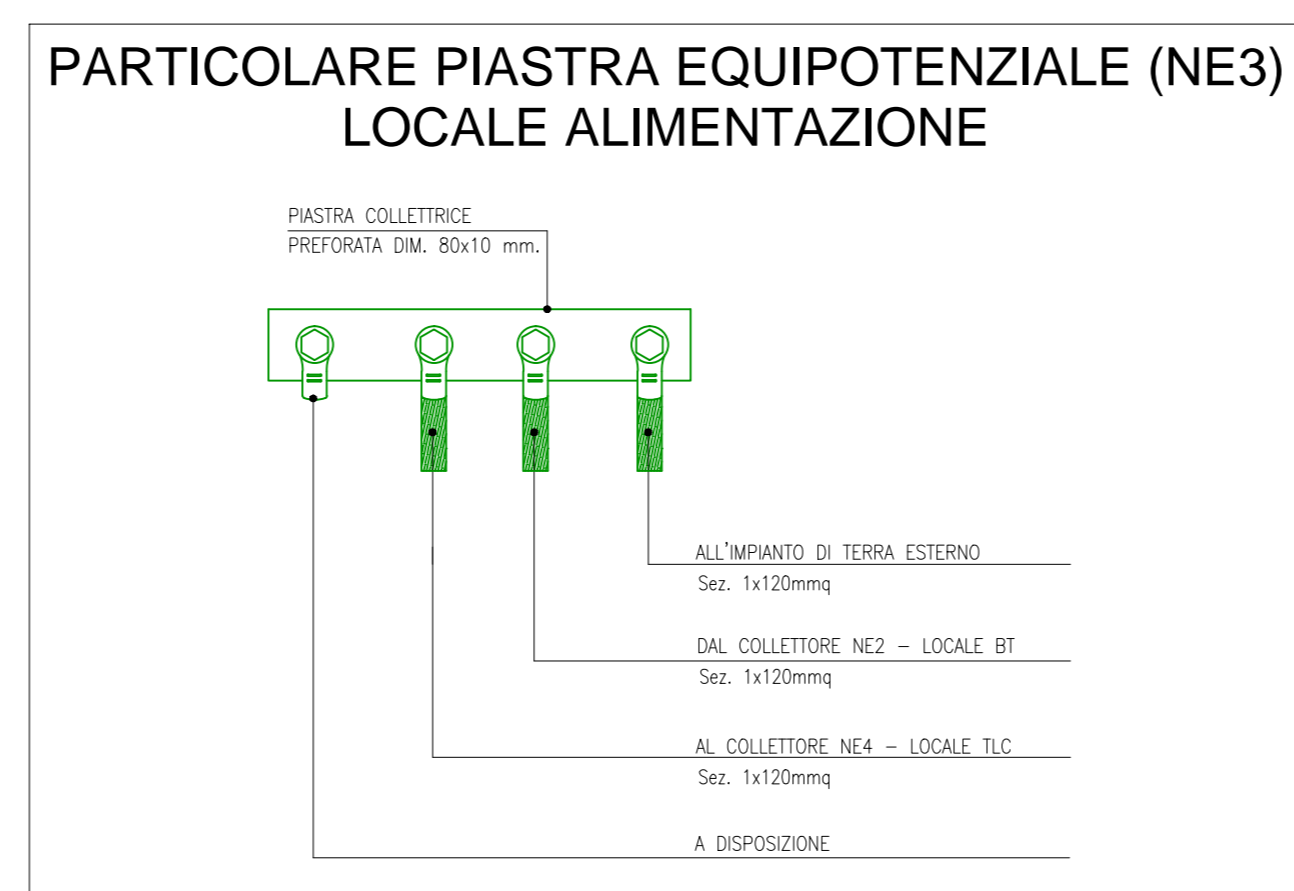 PARTICOLARE PIASTRA EQUIPOTENZIALE (NE3)
LOCALE ALIMENTAZIONE
PIASTRA COLLETTRICE
PREFORATA DIM. 80x10 mm.
ALL'IMPIANTO DI TERRA ESTERNO
Sez. 1x120mmq
DAL COLLETTORE NE2 – LOCALE BT
Sez. 1x120mmq
AL COLLETTORE NE4 – LOCALE TLC
Sez. 1x120mmq
A DISPOSIZIONE